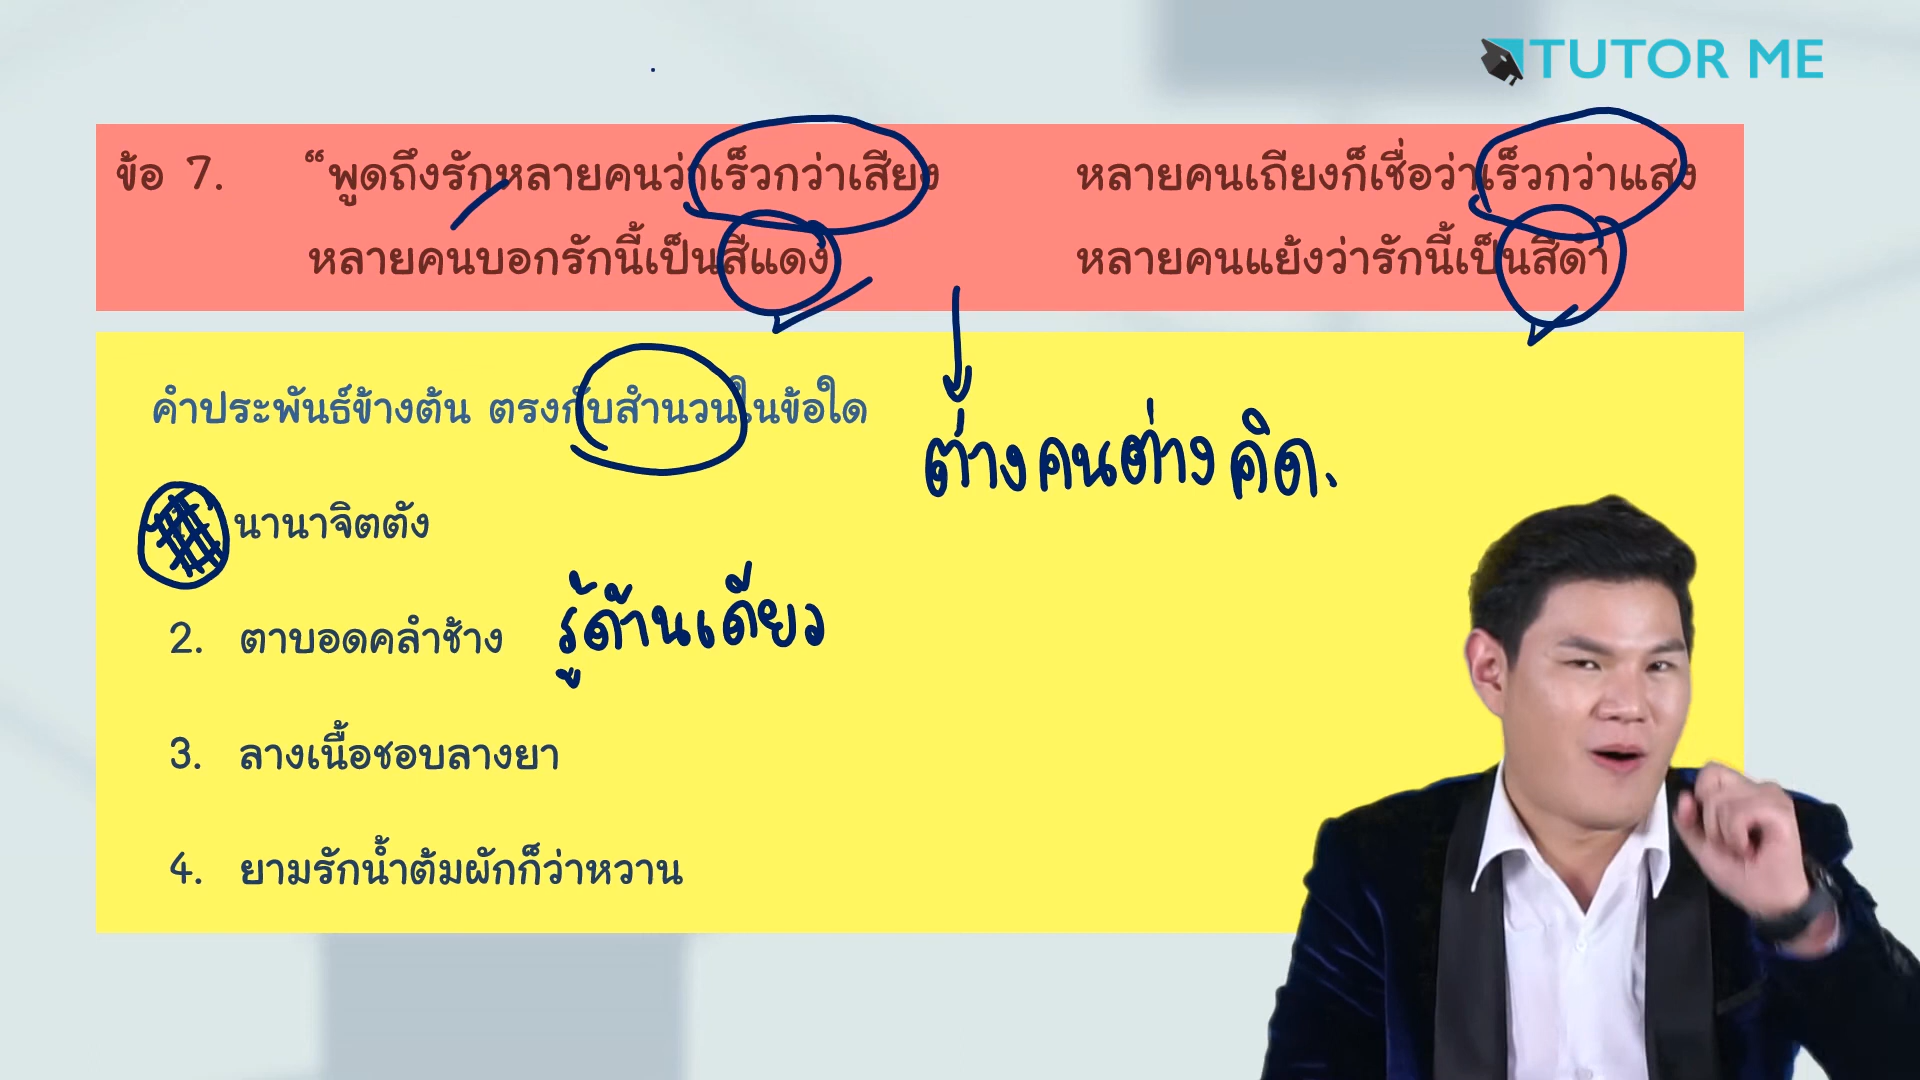 TUTOR ME
ข้อ 7. “พูดถึงรักหลายคนว่าเร็วกว่าเสียง หลายคนเถียงก็เชื่อว่าเร็วกว่าแสง
หลายคนบอกรักนี้เป็นสีแดง หลายคนแย้งว่ารักนี้เป็นสีดำ
คำประพันธ์ข้างต้น ตรงกับสำนวนในข้อใด
ต่างคนต่างคิด
นานาจิตตัง
2. ตาบอดคลำช้าง รู้ด้านเดียว
3. ลางเนื้อชอบลางยา
4. ยามรักน้ำต้มผักก็ว่าหวาน